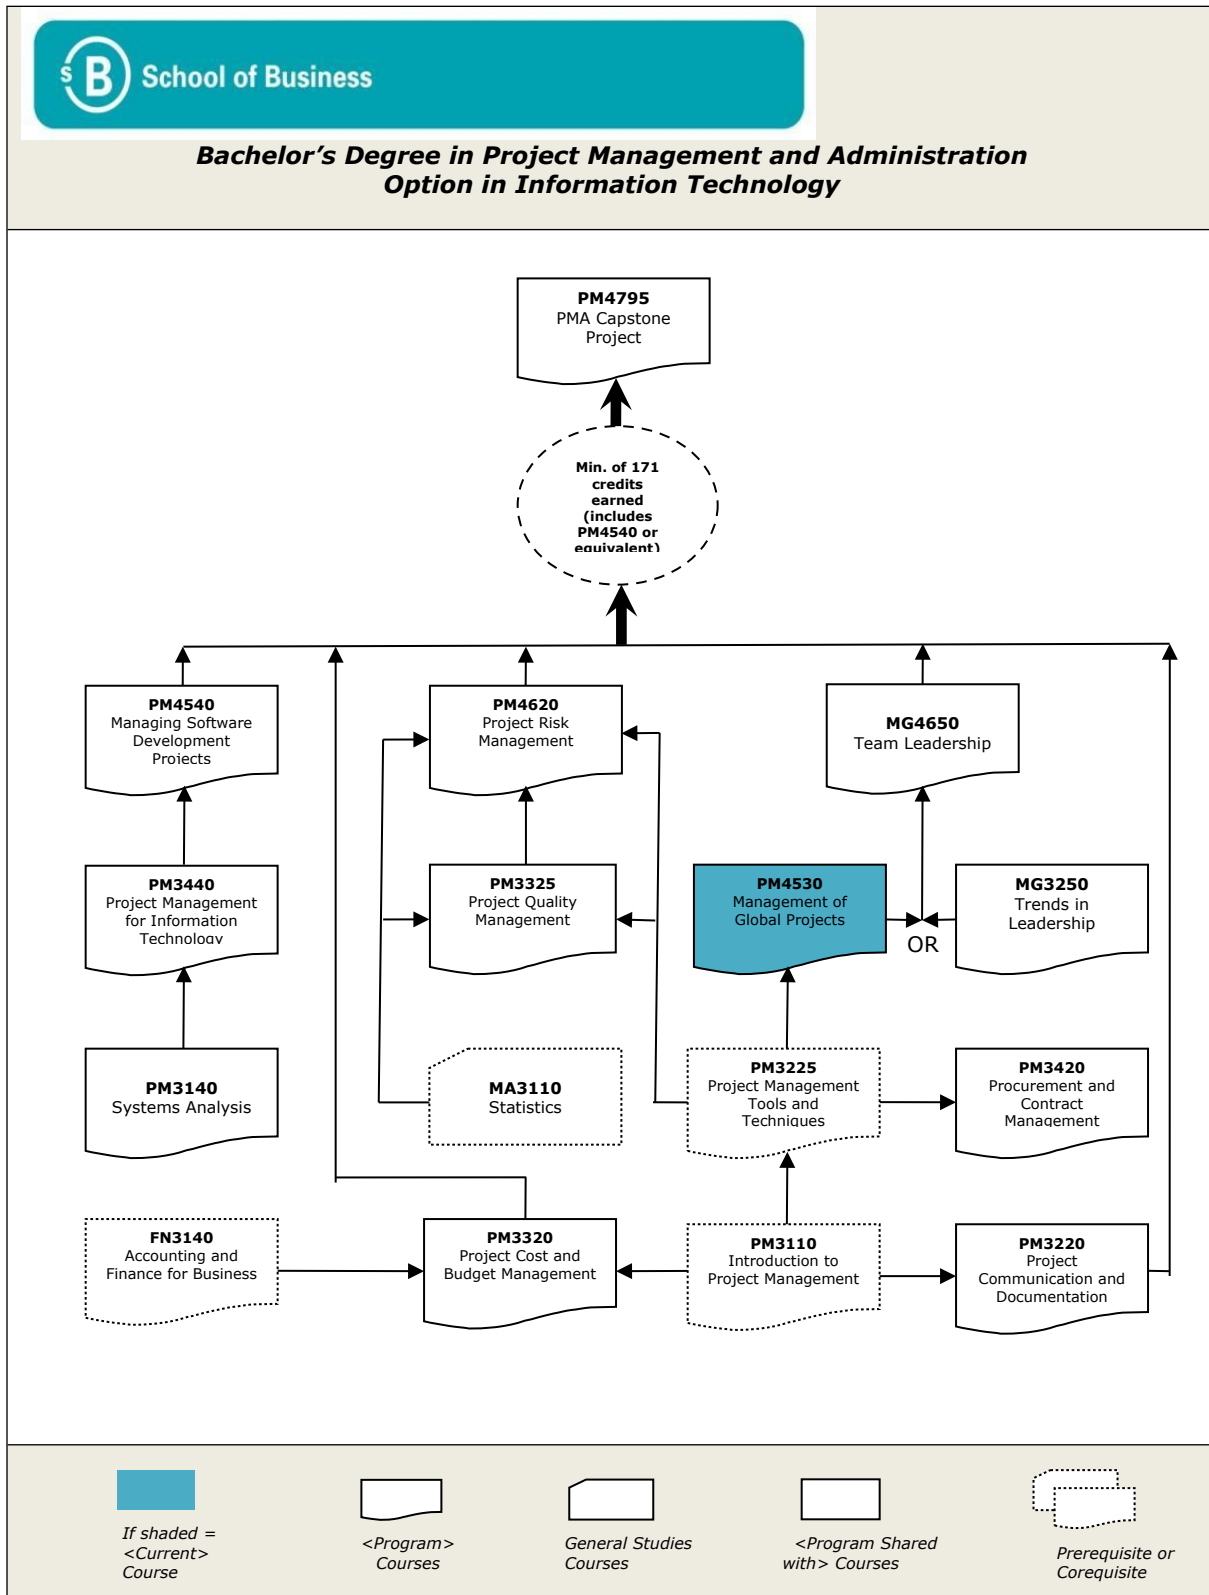 SB School of Business
Bachelor's Degree in Project Management and Administration
Option in Information Technology
PM4795
PMA Capstone
Project
Min. of 171
credits
earned
(includes
PM4540 or
equivalent)
PM4540
Managing Software
Development
Projects
PM4620
Project Risk
Management
MG4650
Team Leadership
PM3440
Project Management
for Information
Technology
PM3325
Project Quality
Management
PM4530
Management of
Global Projects
OR
MG3250
Trends in
Leadership
PM3140
Systems Analysis
MA3110
Statistics
PM3225
Project Management
Tools and
Techniques
PM3420
Procurement and
Contract
Management
FN3140
Accounting and
Finance for Business
PM3320
Project Cost and
Budget Management
PM3110
Introduction to
Project Management
PM3220
Project
Communication and
Documentation
If shaded =
<Current>
Course
<Program>
Courses
General Studies
Courses
<Program Shared
with> Courses
Prerequisite or
Corequisite